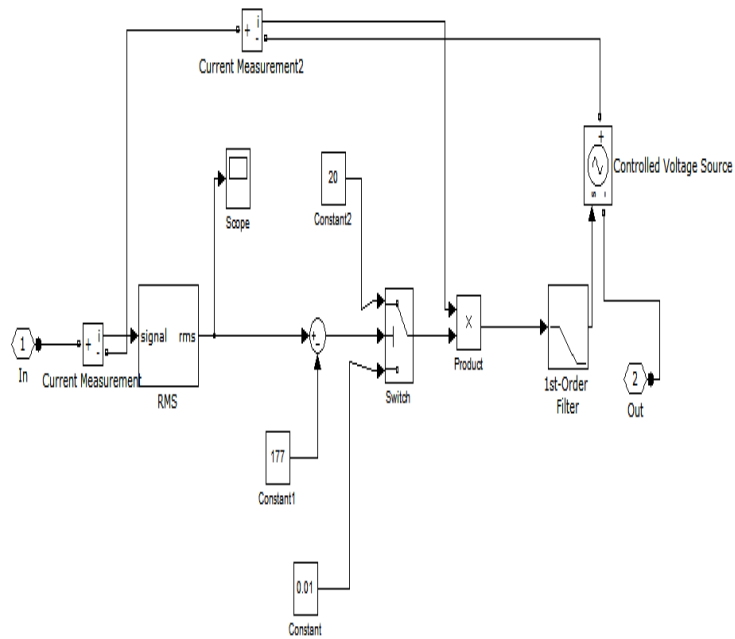 + i
-
Current Measurement2
+
Controlled Voltage Source
s -
20
Constant2
Scope
1
In
+ i
-
Current Measurement
signal rms
RMS
+
-
Switch
×
Product
1st-Order
Filter
2
Out
177
Constant1
0.01
Constant